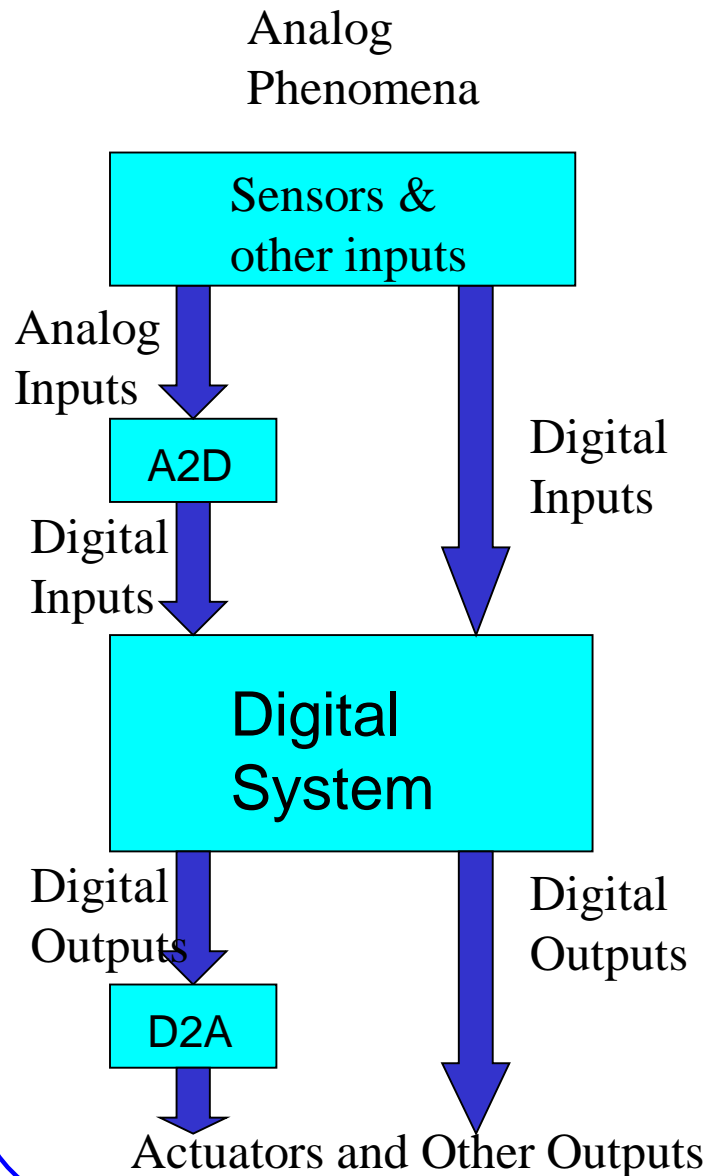 Analog
Phenomena
Sensors &
other inputs
Analog
Inputs
A2D
Digital
Inputs
Digital
Inputs
Digital
System
Digital
Outputs
Digital
Outputs
D2A
Actuators and Other Outputs